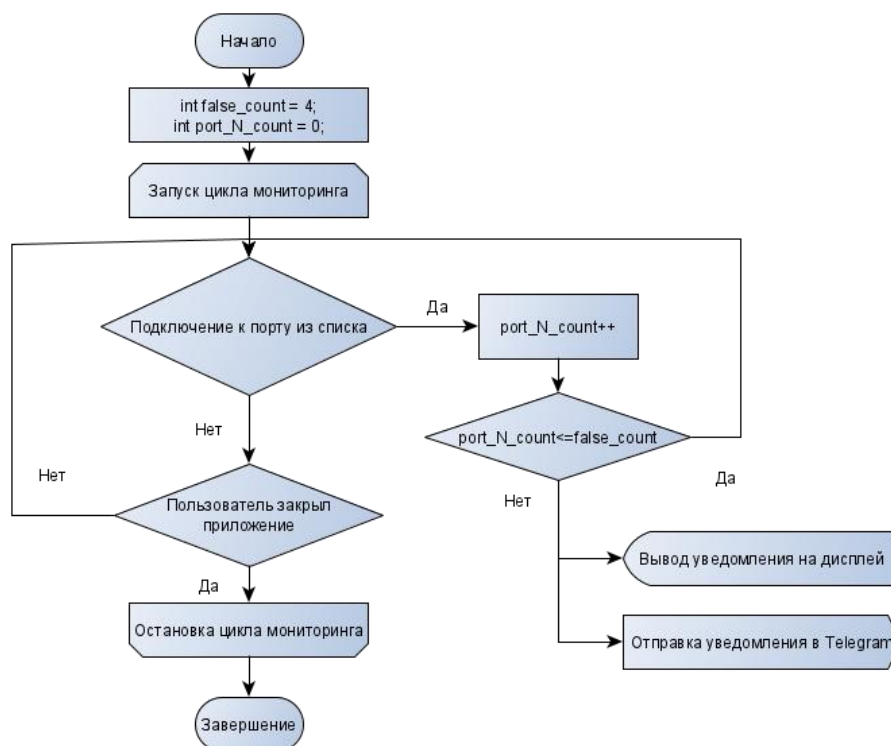 Начало
int false_count = 4;
int port_N_count = 0;
Запуск цикла мониторинга
Подключение к порту из списка
Да
port_N_count++
Нет
port_N_count<=false_count
Нет
Да
Нет
Пользователь закрыл
приложение
Вывод уведомления на дисплей
Да
Остановка цикла мониторинга
Отправка уведомления в Telegram
Завершение